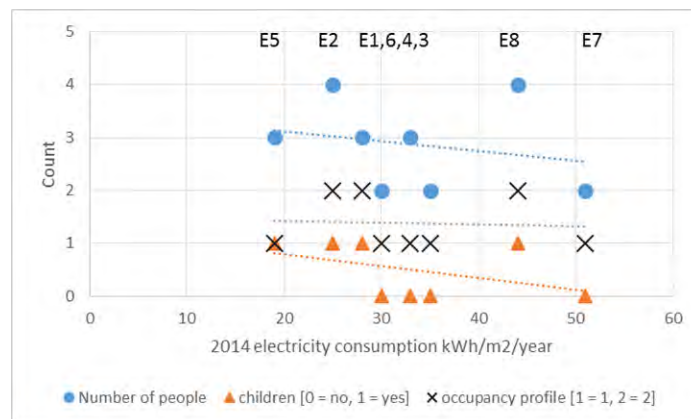 5
E5 E2 E1,6,4,3 E8 E7
4
3
2
1
0
Count
0 10 20 30 40 50 60
2014 electricity consumption kWh/m2/year
Number of people children [0 = no, 1 = yes] occupancy profile [1 = 1, 2 = 2]